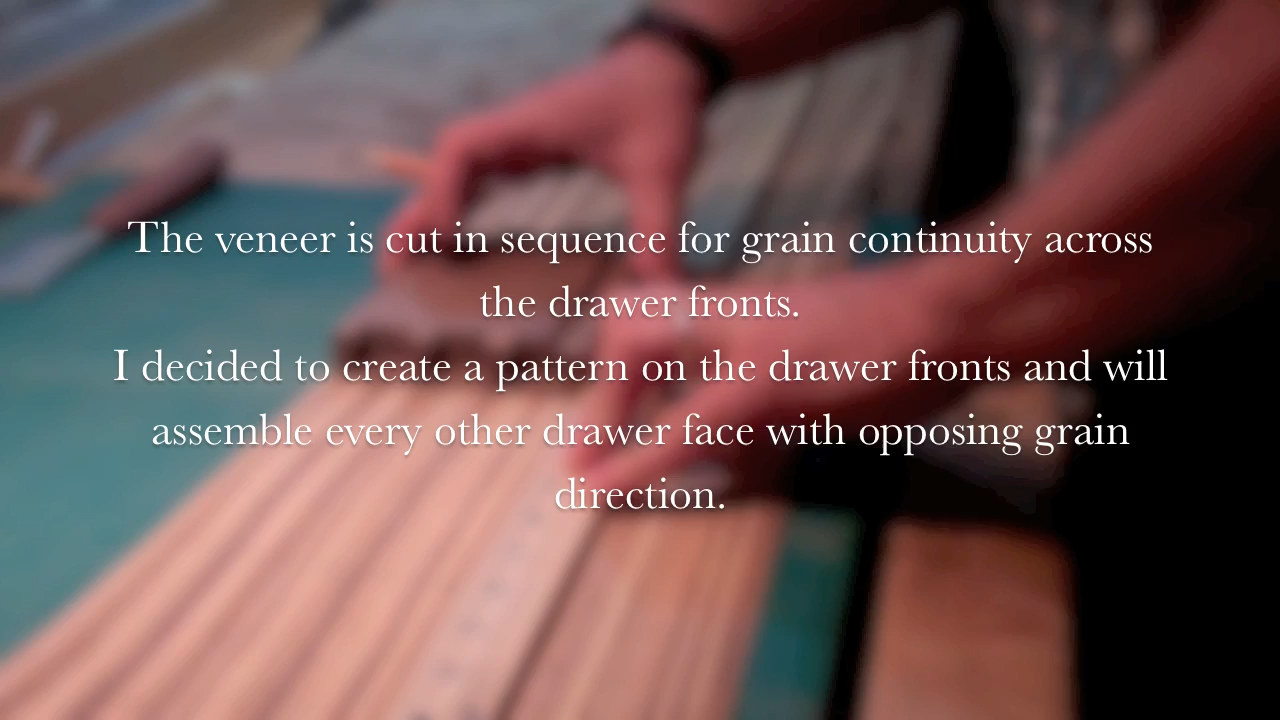 The veneer is cut in sequence for grain continuity across
the drawer fronts.
I decided to create a pattern on the drawer fronts and will
assemble every other drawer face with opposing grain
direction.